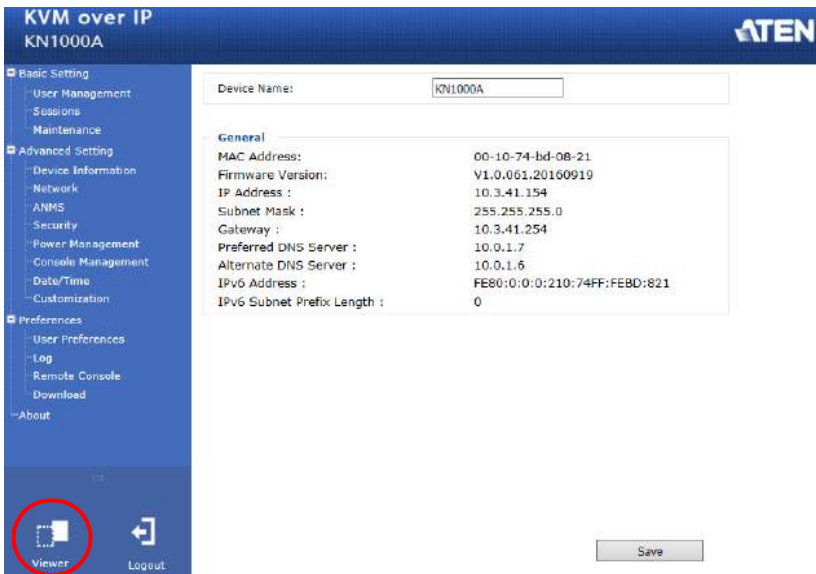 KVM over IP
KN1000A
ATEN
Basic Setting
User Management
Sessions
Maintenance
Advanced Setting
Device Information
Network
ANMS
Security
Power Management
Console Management
Date/Time
Customization
Preferences
User Preferences
Log
Remote Console
Download
About
Viewer
Logout
Device Name: KN1000A
General
MAC Address: 00-10-74-bd-08-21
Firmware Version: V1.0.061.20160919
IP Address : 10.3.41.154
Subnet Mask : 255.255.255.0
Gateway : 10.3.41.254
Preferred DNS Server : 10.0.1.7
Alternate DNS Server : 10.0.1.6
IPv6 Address : FE80:0:0:0:210:74FF:FEBD:821
IPv6 Subnet Prefix Length : 0
Save